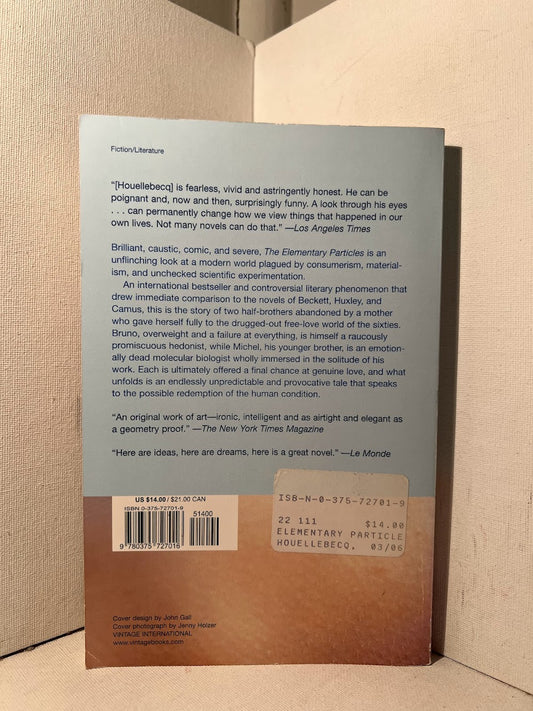 Fiction/Literature
"[Houellebecq] is fearless, vivid and astringently honest. He can be
poignant and, now and then, surprisingly funny. A look through his eyes
. . . can permanently change how we view things that happened in our
own lives. Not many novels can do that." —Los Angeles Times
Brilliant, caustic, comic, and severe, The Elementary Particles is an
unflinching look at a modern world plagued by consumerism, material-
ism, and unchecked scientific experimentation.
An international bestseller and controversial literary phenomenon that
drew immediate comparison to the novels of Beckett, Huxley, and
Camus, this is the story of two half-brothers abandoned by a mother
who gave herself fully to the drugged-out free-love world of the sixties.
Bruno, overweight and a failure at everything, is himself a raucously
promiscuous hedonist, while Michel, his younger brother, is an emotion-
ally dead molecular biologist wholly immersed in the solitude of his
work. Each is ultimately offered a final chance at genuine love, and what
unfolds is an endlessly unpredictable and provocative tale that speaks
to the possible redemption of the human condition.
"An original work of art—ironic, intelligent and as airtight and elegant as
a geometry proof." —The New York Times Magazine
"Here are ideas, here are dreams, here is a great novel." —Le Monde
US $14.00 / $21.00 CAN
ISBN 0-375-72701-9
51400
9 780375 727016
ISB-N-0-375-72701-9
22 111 $14.00
ELEMENTARY PARTICLE
HOUELLEBECQ, 03/06
Cover design by John Gall
Cover photograph by Jenny Holzer
VINTAGE INTERNATIONAL
www.vintagebooks.com